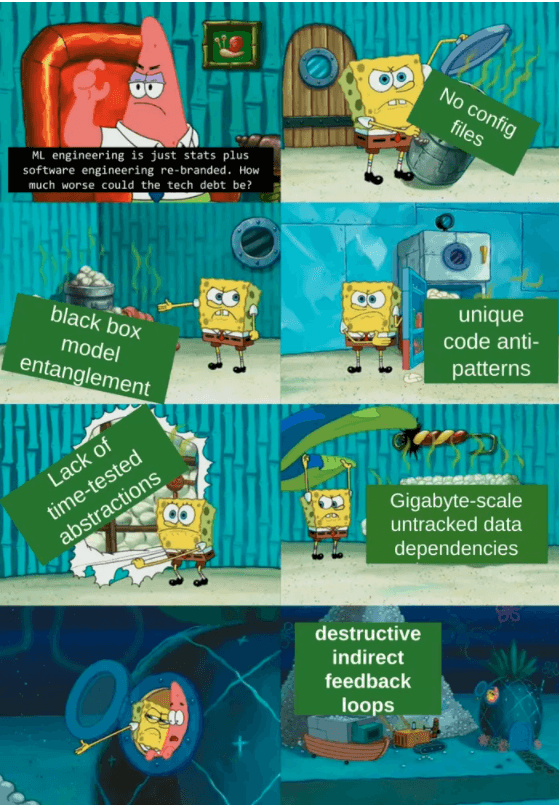 ML engineering is just stats plus
software engineering re-branded. How
much worse could the tech debt be?
No config
files
black box
model
entanglement
unique
code anti-
patterns
Lack of
time-tested
abstractions
Gigabyte-scale
untracked data
dependencies
destructive
indirect
feedback
loops